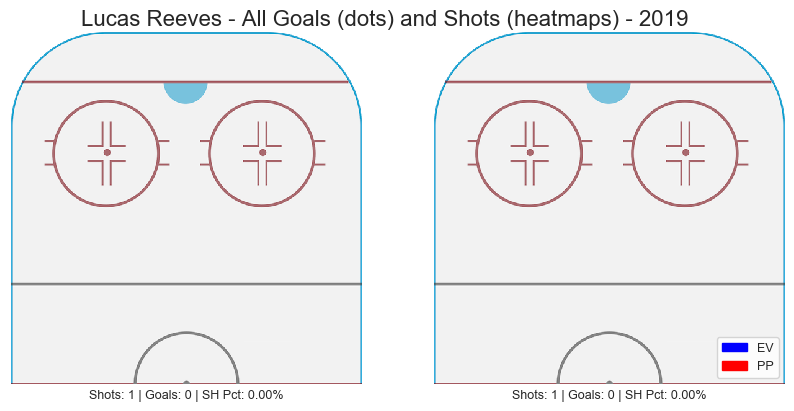 Lucas Reeves - All Goals (dots) and Shots (heatmaps) - 2019
EV
PP
Shots: 1 | Goals: 0 | SH Pct: 0.00%
Shots: 1 | Goals: 0 | SH Pct: 0.00%